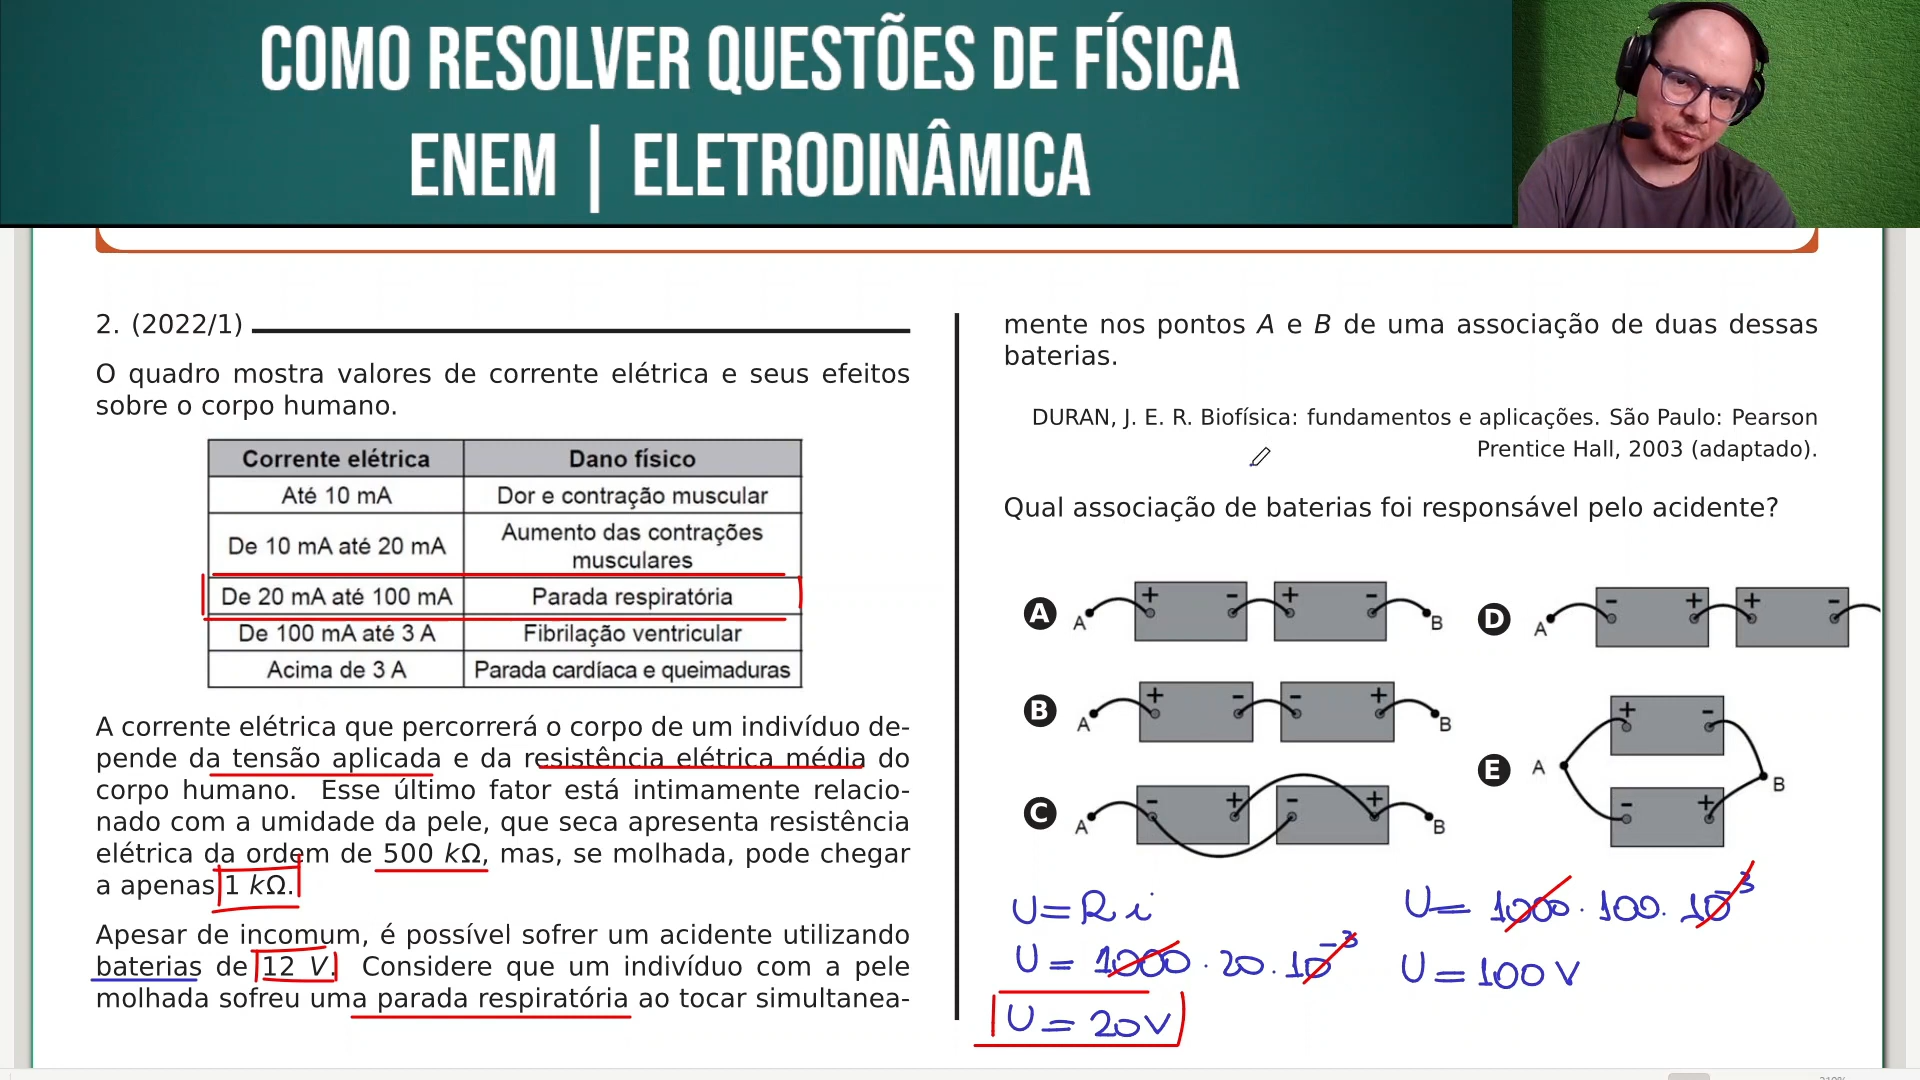 COMO RESOLVER QUESTÕES DE FÍSICA
ENEM | ELETRODINÂMICA
2. (2022/1)
O quadro mostra valores de corrente elétrica e seus efeitos
sobre o corpo humano.
Corrente elétrica Dano físico
Até 10 mA Dor e contração muscular
De 10 mA até 20 mA Aumento das contrações
musculares
De 20 mA até 100 mA Parada respiratória
De 100 mA até 3 A Fibrilação ventricular
Acima de 3 A Parada cardíaca e queimaduras
A corrente elétrica que percorrerá o corpo de um indivíduo de-
pende da tensão aplicada e da resistência elétrica média do
corpo humano. Esse último fator está intimamente relacio-
nado com a umidade da pele, que seca apresenta resistência
elétrica da ordem de 500 kΩ, mas, se molhada, pode chegar
a apenas 1 kΩ.
Apesar de incomum, é possível sofrer um acidente utilizando
baterias de 12 V. Considere que um indivíduo com a pele
molhada sofreu uma parada respiratória ao tocar simultanea-
mente nos pontos A e B de uma associação de duas dessas
baterias.
DURAN, J. E. R. Biofísica: fundamentos e aplicações. São Paulo: Pearson
Prentice Hall, 2003 (adaptado).
Qual associação de baterias foi responsável pelo acidente?
A A + - + - B
B A + - - + B
C A - + - + B
D A - + + -
E A + - - + B
U = R i
U = 1000 . 20 . 10⁻³
U = 20 V
U = 1000 . 100 . 10⁻³
U = 100 V